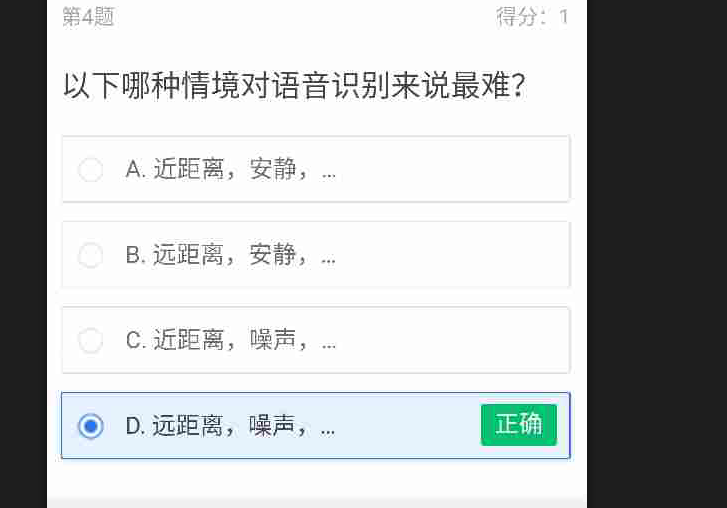 第4题
得分：1
以下哪种情境对语音识别来说最难？
A. 近距离，安静，...
B. 远距离，安静，...
C. 近距离，噪声，...
D. 远距离，噪声，...
正确